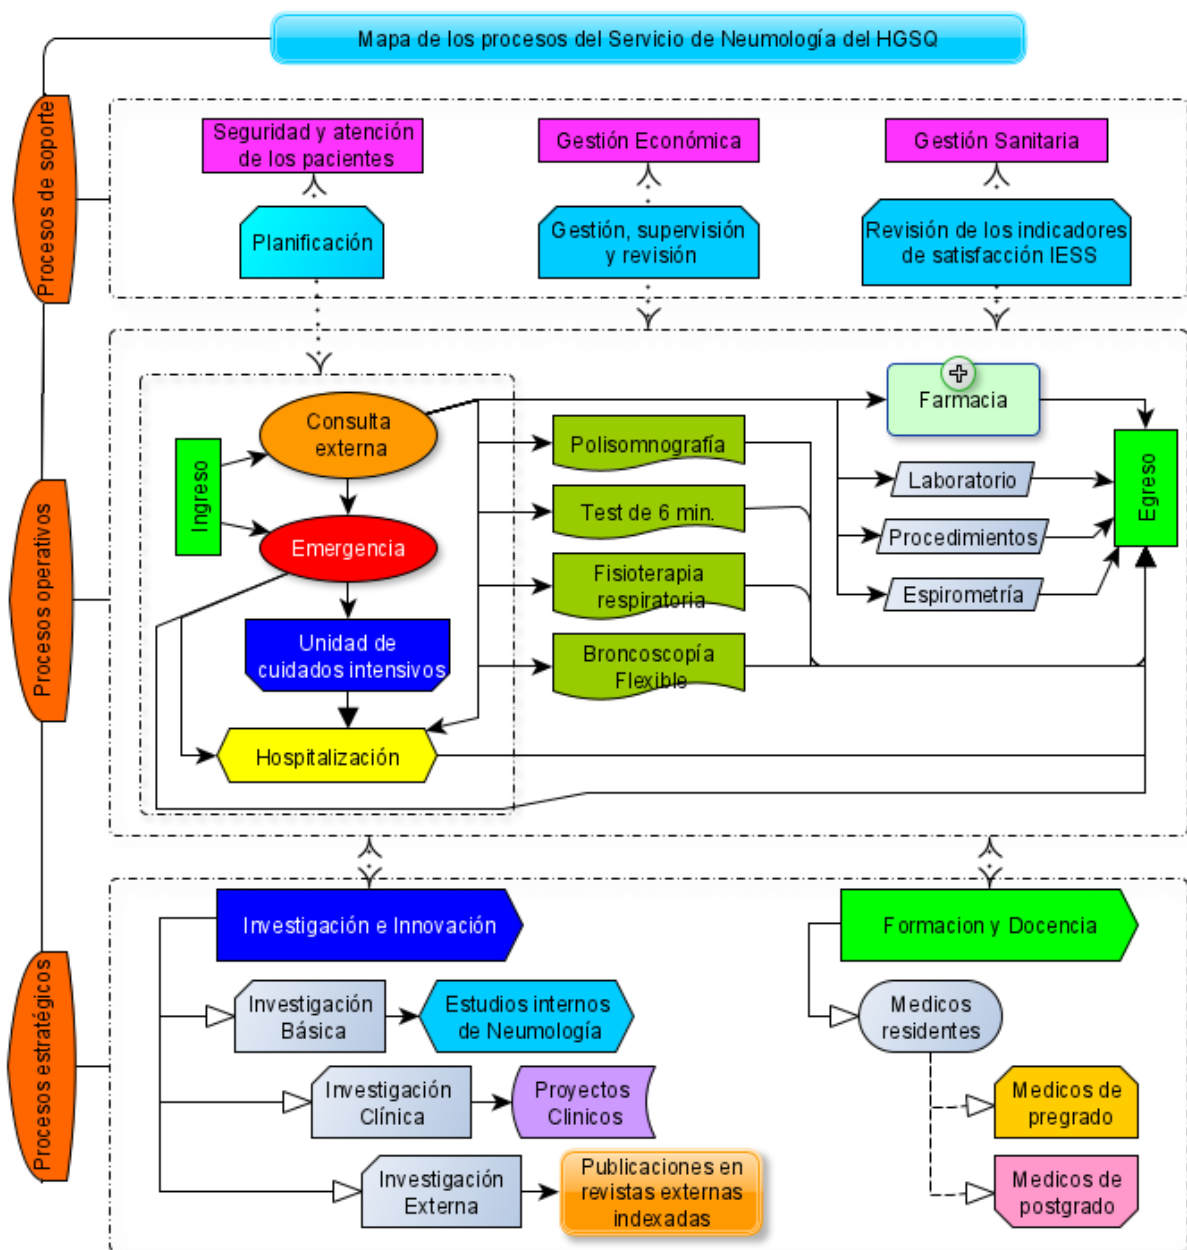 Mapa de los procesos del Servicio de Neumología del HGSQ
Procesos de soporte
Seguridad y atención
de los pacientes
Gestión Económica
Gestión Sanitaria
Planificación
Gestión, supervisión
y revisión
Revisión de los indicadores
de satisfacción IESS
Procesos operativos
Ingreso
Consulta
externa
Emergencia
Unidad de
cuidados intensivos
Hospitalización
Polisomnografía
Test de 6 min.
Fisioterapia
respiratoria
Broncoscopía
Flexible
Farmacia
Laboratorio
Procedimientos
Espirometría
Egreso
Procesos estratégicos
Investigación e Innovación
Investigación
Básica
Estudios internos
de Neumología
Investigación
Clínica
Proyectos
Clinicos
Investigación
Externa
Publicaciones en
revistas externas
indexadas
Formacion y Docencia
Medicos
residentes
Medicos de
pregrado
Medicos de
postgrado